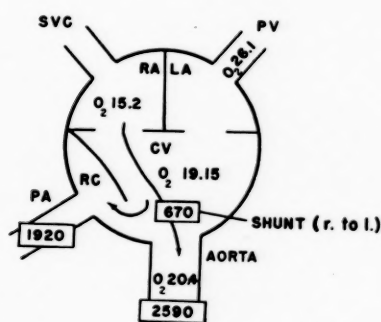 SVC
PV
O2 26.1
RA LA
O2 15.2
CV
O2 19.15
RC
PA
670
SHUNT (r. to l.)
1920
AORTA
O2 20.4
2590